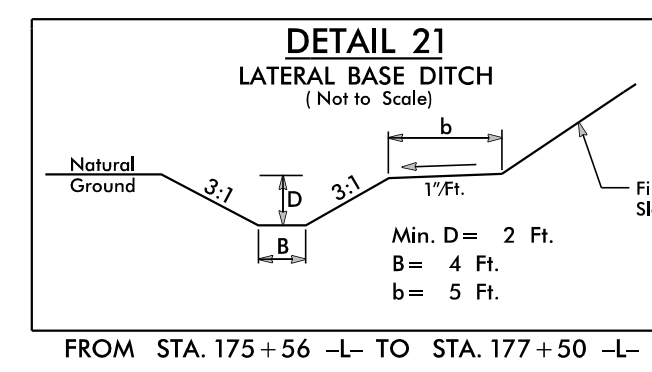 DETAIL 21
LATERAL BASE DITCH
( Not to Scale)
b
Natural
Ground
3:1
D
3:1
1"/Ft.
B
Min. D= 2 Ft.
B= 4 Ft.
b= 5 Ft.
FROM STA. 175+56 -L- TO STA. 177+50 -L-